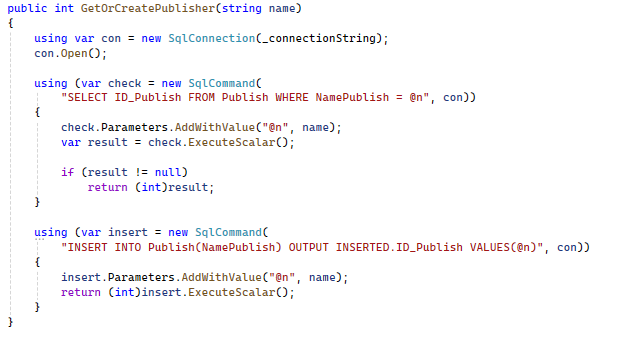 public int GetOrCreatePublisher(string name)
{
    using var con = new SqlConnection(_connectionString);
    con.Open();

    using (var check = new SqlCommand(
        "SELECT ID_Publish FROM Publish WHERE NamePublish = @n", con))
    {
        check.Parameters.AddWithValue("@n", name);
        var result = check.ExecuteScalar();

        if (result != null)
            return (int)result;
    }

    using (var insert = new SqlCommand(
        "INSERT INTO Publish(NamePublish) OUTPUT INSERTED.ID_Publish VALUES(@n)", con))
    {
        insert.Parameters.AddWithValue("@n", name);
        return (int)insert.ExecuteScalar();
    }
}